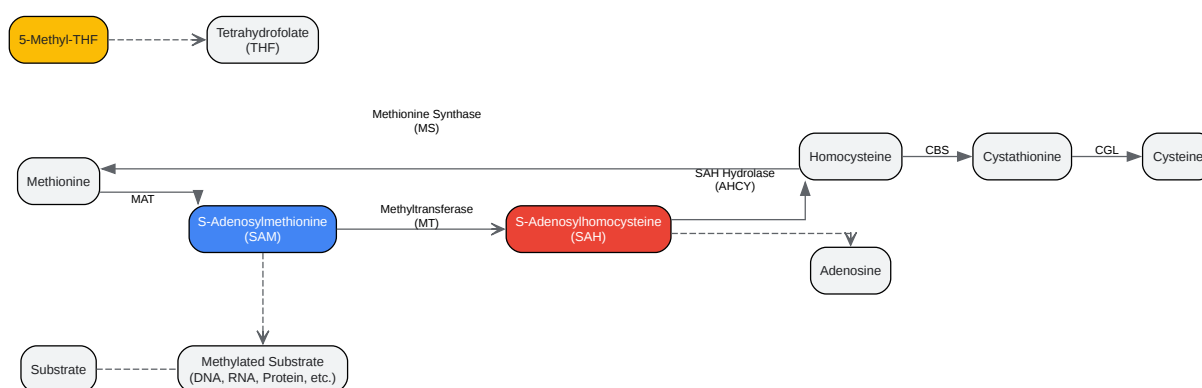 5-Methyl-THF
Tetrahydrofolate
(THF)
Methionine Synthase
(MS)
Homocysteine
CBS
Cystathionine
CGL
Cysteine
Methionine
MAT
SAH Hydrolase
(AHCY)
S-Adenosylmethionine
(SAM)
Methyltransferase
(MT)
S-Adenosylhomocysteine
(SAH)
Adenosine
Substrate
Methylated Substrate
(DNA, RNA, Protein, etc.)